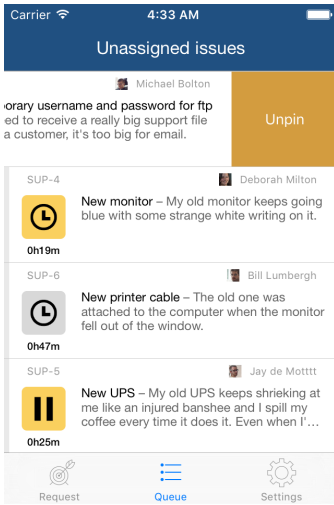 Carrier 4:33 AM
Unassigned issues
Michael Bolton
orary username and password for ftp
ed to receive a really big support file
a customer, it's too big for email.
Unpin
SUP-4 Deborah Milton
New monitor – My old monitor keeps going
blue with some strange white writing on it.
0h19m
SUP-6 Bill Lumbergh
New printer cable – The old one was
attached to the computer when the monitor
fell out of the window.
0h47m
SUP-5 Jay de Motttt
New UPS – My old UPS keeps shrieking at
me like an injured banshee and I spill my
coffee every time it does it. Even when I'...
0h25m
Request Queue Settings